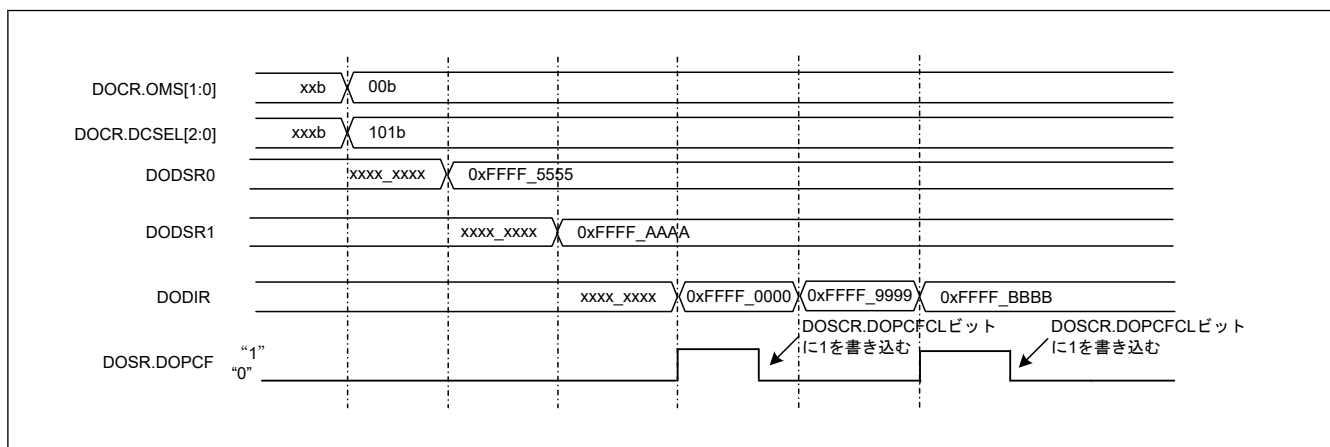 DOCR.OMS[1:0] xxb 00b
DOCR.DCSEL[2:0] xxxb 101b
DODSR0 xxxx_xxxx 0xFFFF_5555
DODSR1 xxxx_xxxx 0xFFFF_AAAA
DODIR xxxx_xxxx 0xFFFF_0000 0xFFFF_9999 0xFFFF_BBBB
DOSCR.DOPCFCLビット
に1を書き込む
DOSCR.DOPCFCLビット
に1を書き込む
DOSR.DOPCF
“1”
“0”